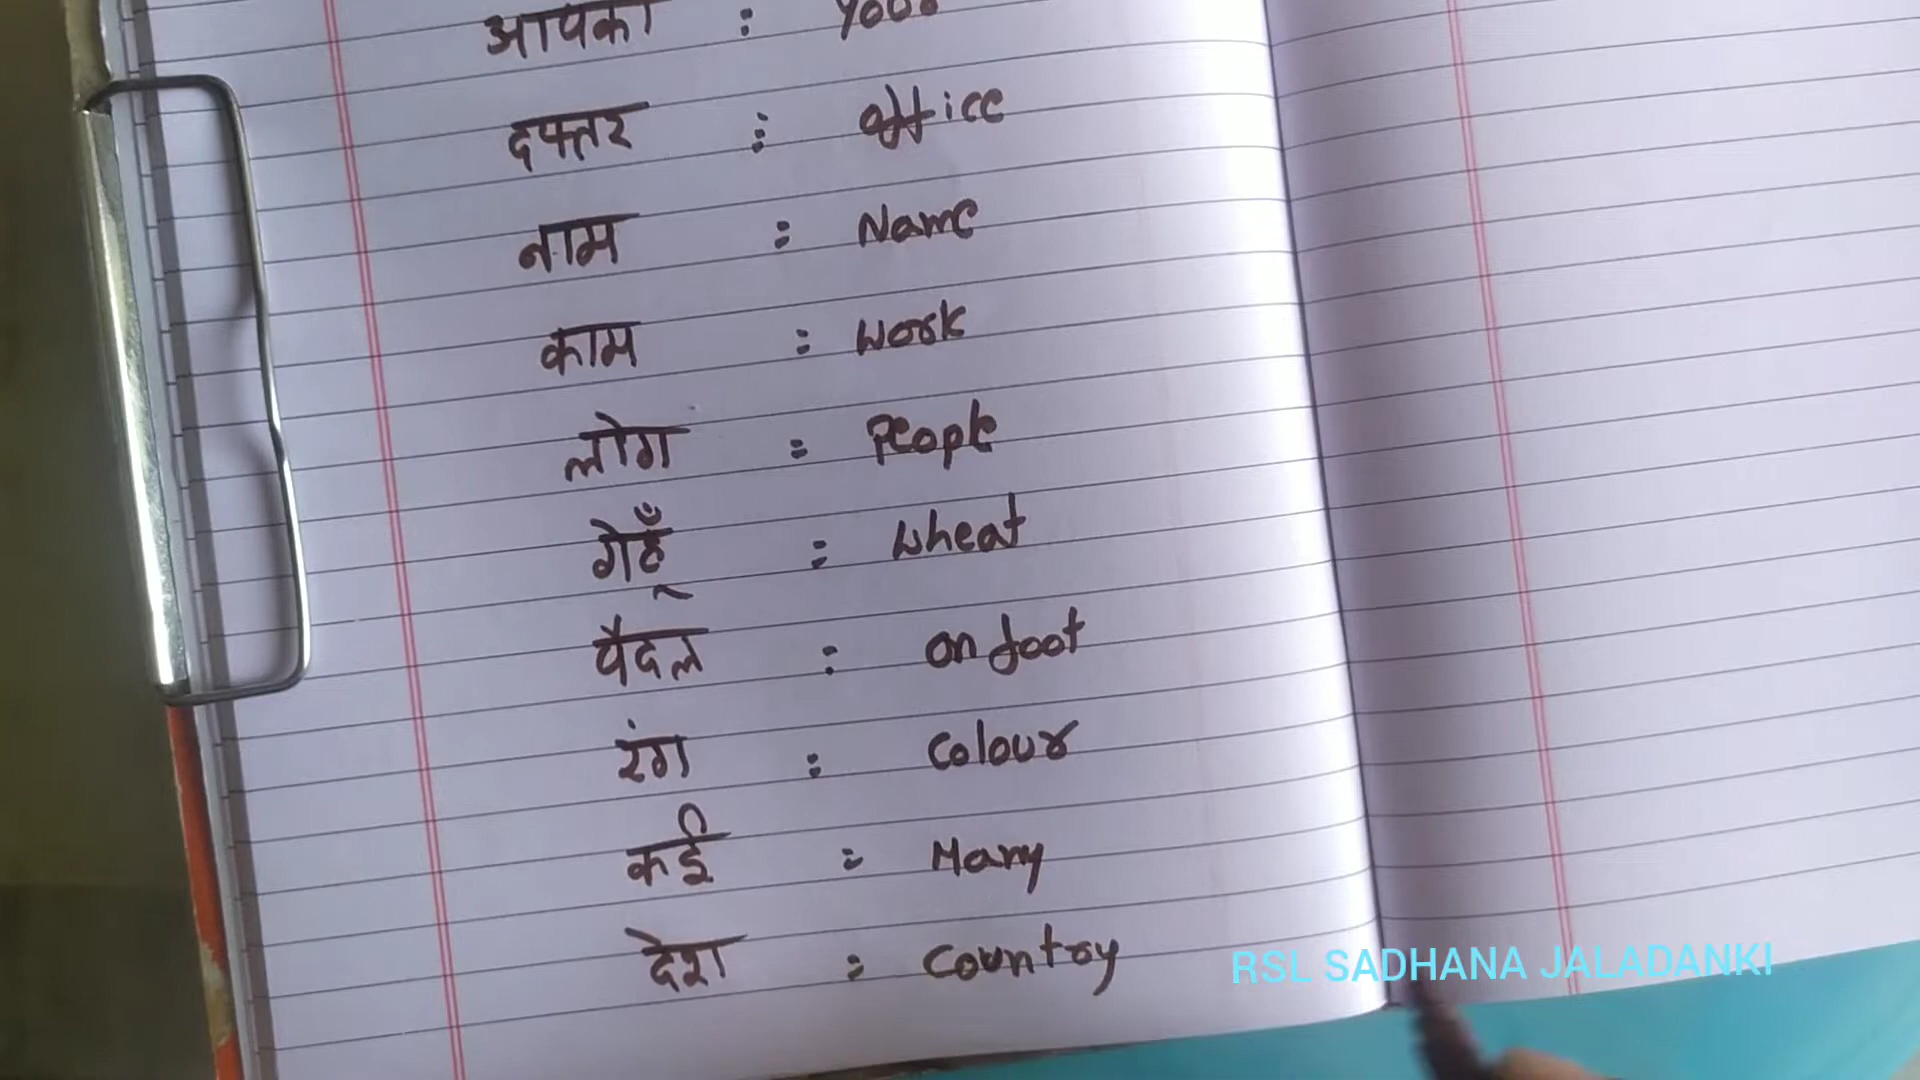 आपका : Your
दफ्तर : office
नाम : Name
काम : Work
लोग : People
गेहूँ : Wheat
पैदल : on foot
रंग : Colour
कई : Many
देश : Country
RSL SADHANA JALADANKI